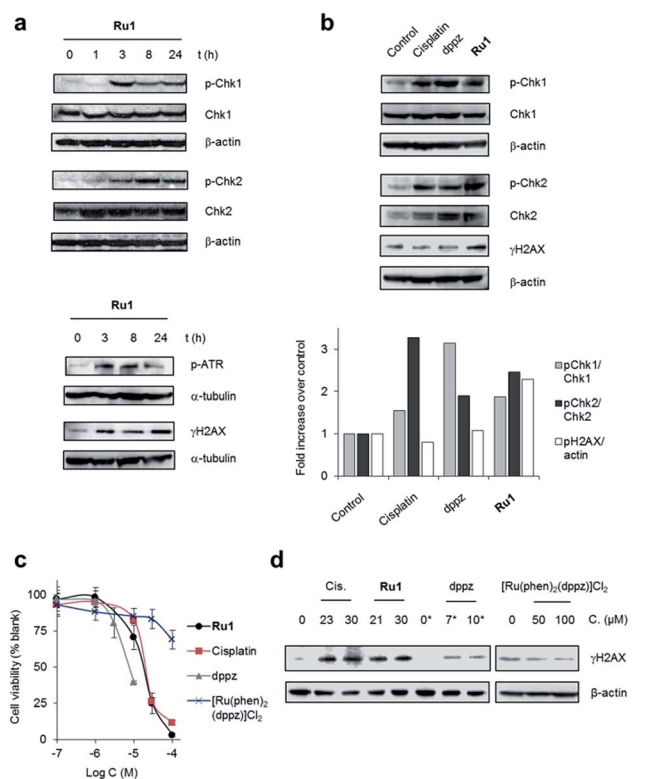 a
Ru1
0 1 3 8 24 t (h)
p-Chk1
Chk1
β-actin
p-Chk2
Chk2
β-actin
Ru1
0 3 8 24 t (h)
p-ATR
α-tubulin
γH2AX
α-tubulin
b
Control Cisplatin dppz Ru1
p-Chk1
Chk1
β-actin
p-Chk2
Chk2
γH2AX
β-actin
Fold increase over control
3
2
1
0
Control Cisplatin dppz Ru1
pChk1/
Chk1
pChk2/
Chk2
pH2AX/
actin
c
Cell viability (% blank)
100
75
50
25
0
-7 -6 -5 -4
Log C (M)
Ru1
Cisplatin
dppz
[Ru(phen)₂
(dppz)]Cl₂
d
Cis. Ru1 dppz [Ru(phen)₂(dppz)]Cl₂
0 23 30 21 30 0* 7* 10* 0 50 100 C. (μM)
γH2AX
β-actin